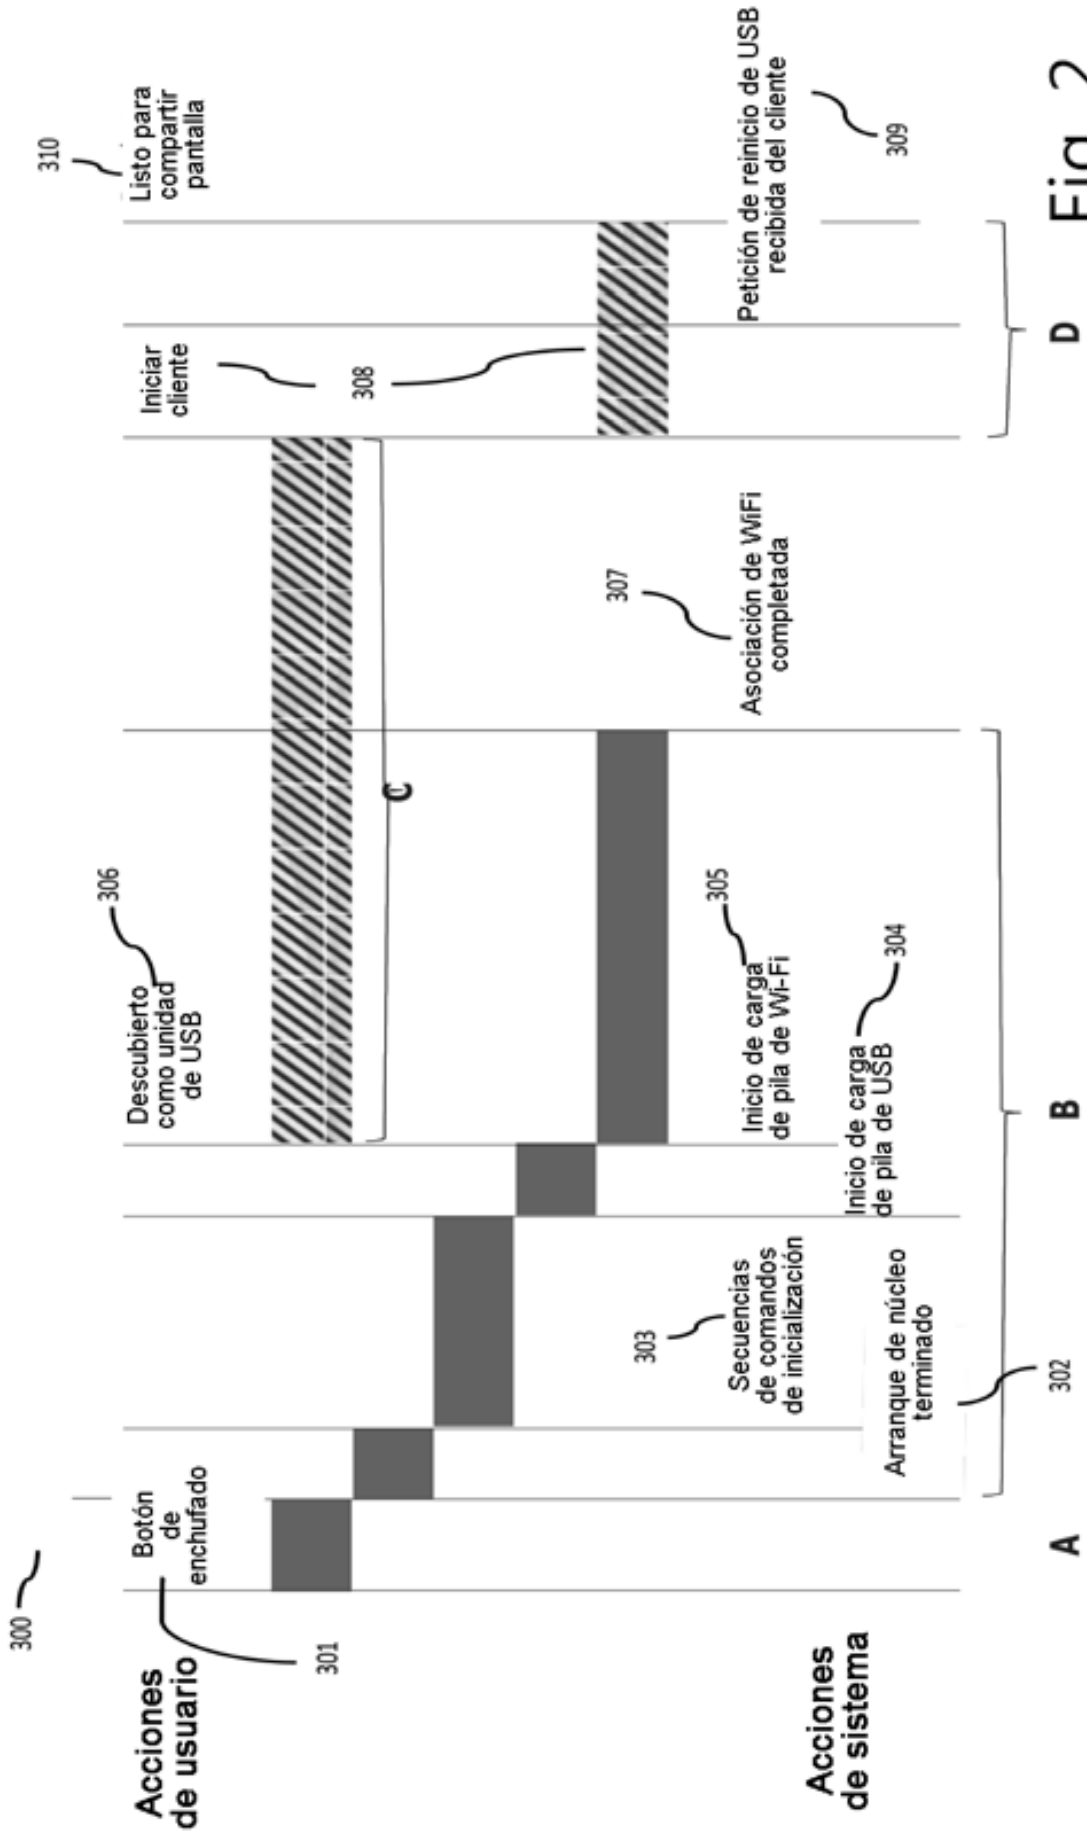 300
Acciones
de usuario
301
Botón
de
enchufado
Descubierto
como unidad
de USB
306
Iniciar
cliente
308
Listo para
compartir
pantalla
310
C
Acciones
de sistema
303
Secuencias
de comandos
de inicialización
Arranque de núcleo
terminado
302
305
Inicio de carga
de pila de Wi-Fi
Inicio de carga
de pila de USB
304
307
Asociación de WiFi
completada
Petición de reinicio de USB
recibida del cliente
309
A
B
D
Fig. 2